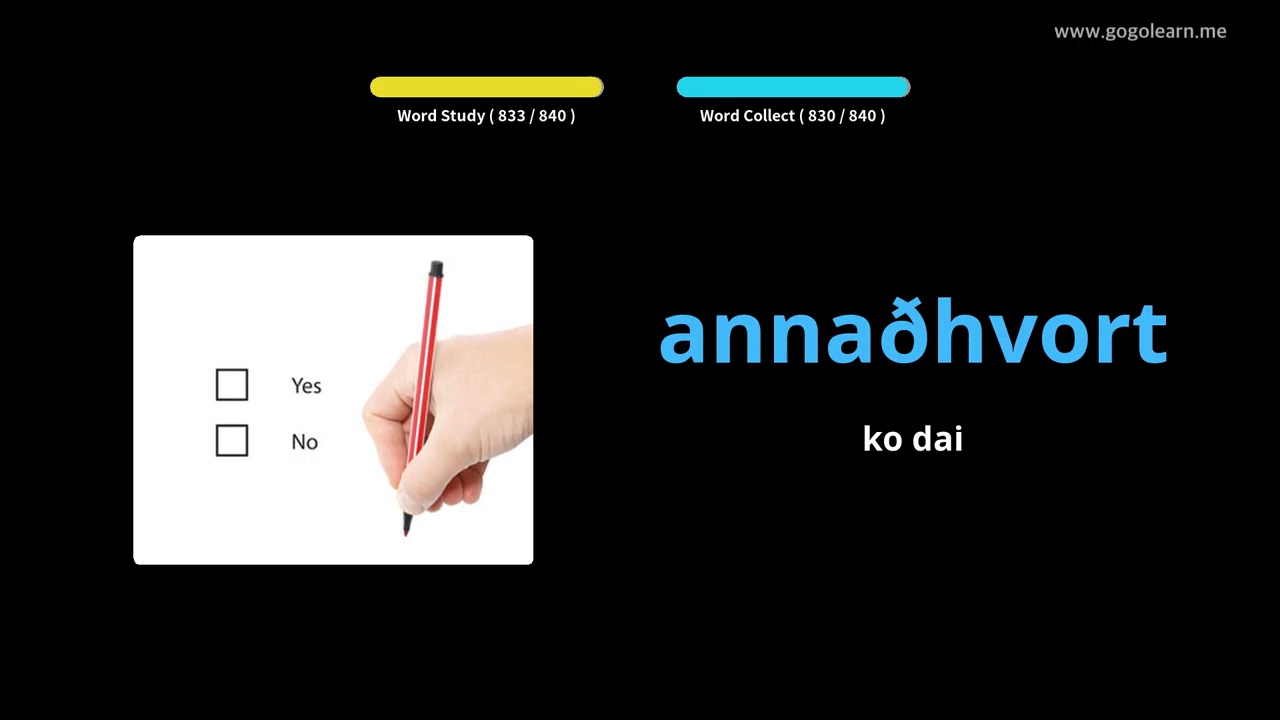 www.gogolearn.me
Word Study ( 833 / 840 )
Word Collect ( 830 / 840 )
Yes
No
annaðhvort
ko dai